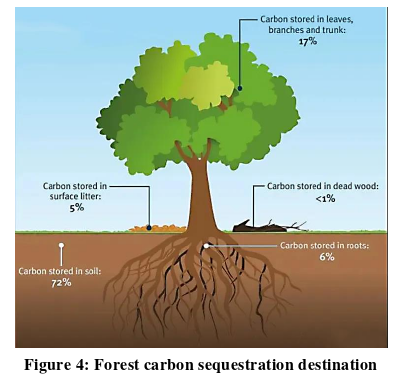 Carbon stored in leaves,
branches and trunk:
17%
Carbon stored in
surface litter:
5%
Carbon stored in dead wood:
<1%
Carbon stored in soil:
72%
Carbon stored in roots:
6%
Figure 4: Forest carbon sequestration destination